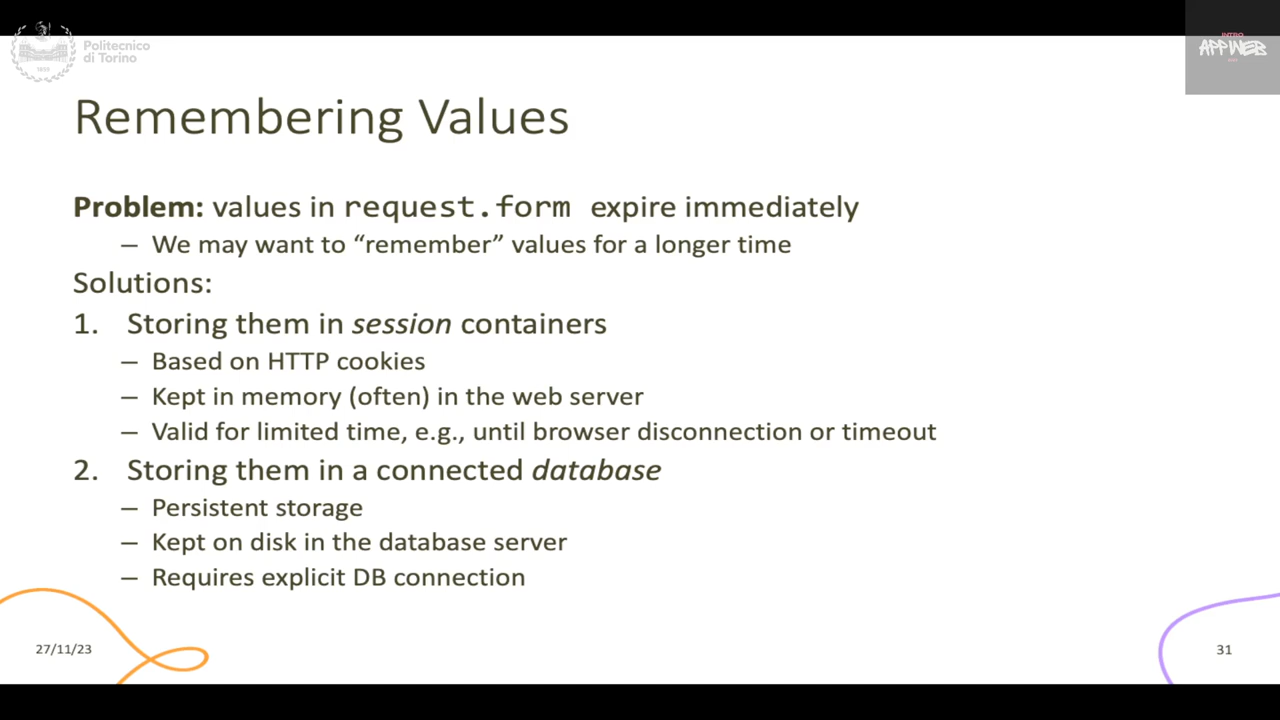 Politecnico
di Torino
INTRO
APPWEB
Remembering Values
Problem: values in request.form expire immediately
– We may want to “remember” values for a longer time
Solutions:
1. Storing them in session containers
– Based on HTTP cookies
– Kept in memory (often) in the web server
– Valid for limited time, e.g., until browser disconnection or timeout
2. Storing them in a connected database
– Persistent storage
– Kept on disk in the database server
– Requires explicit DB connection
27/11/23
31